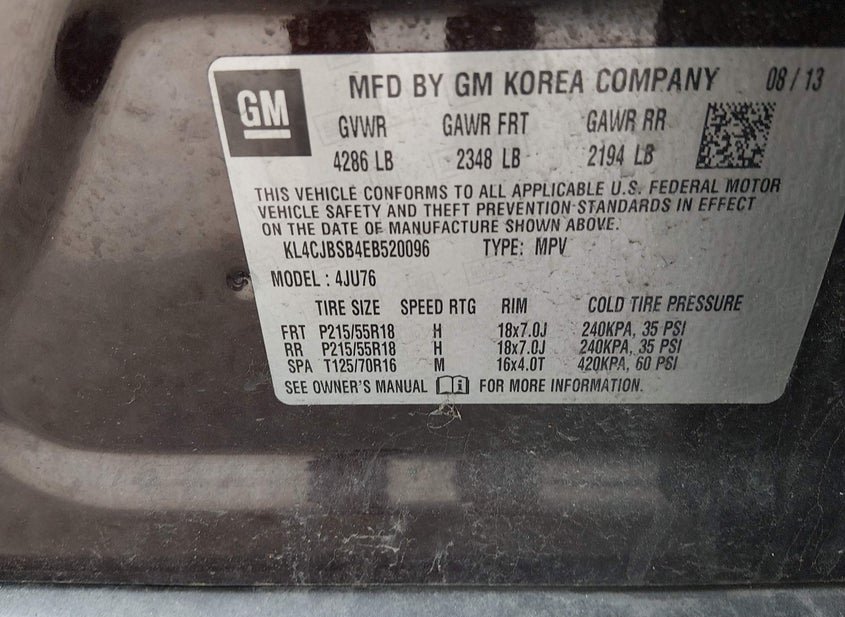 GM
MFD BY GM KOREA COMPANY 08 / 13
GVWR GAWR FRT GAWR RR
4286 LB 2348 LB 2194 LB
THIS VEHICLE CONFORMS TO ALL APPLICABLE U.S. FEDERAL MOTOR
VEHICLE SAFETY AND THEFT PREVENTION STANDARDS IN EFFECT
ON THE DATE OF MANUFACTURE SHOWN ABOVE.
KL4CJBSB4EB520096 TYPE: MPV
MODEL : 4JU76
TIRE SIZE SPEED RTG RIM COLD TIRE PRESSURE
FRT P215/55R18 H 18x7.0J 240KPA, 35 PSI
RR P215/55R18 H 18x7.0J 240KPA, 35 PSI
SPA T125/70R16 M 16x4.0T 420KPA, 60 PSI
SEE OWNER'S MANUAL FOR MORE INFORMATION.